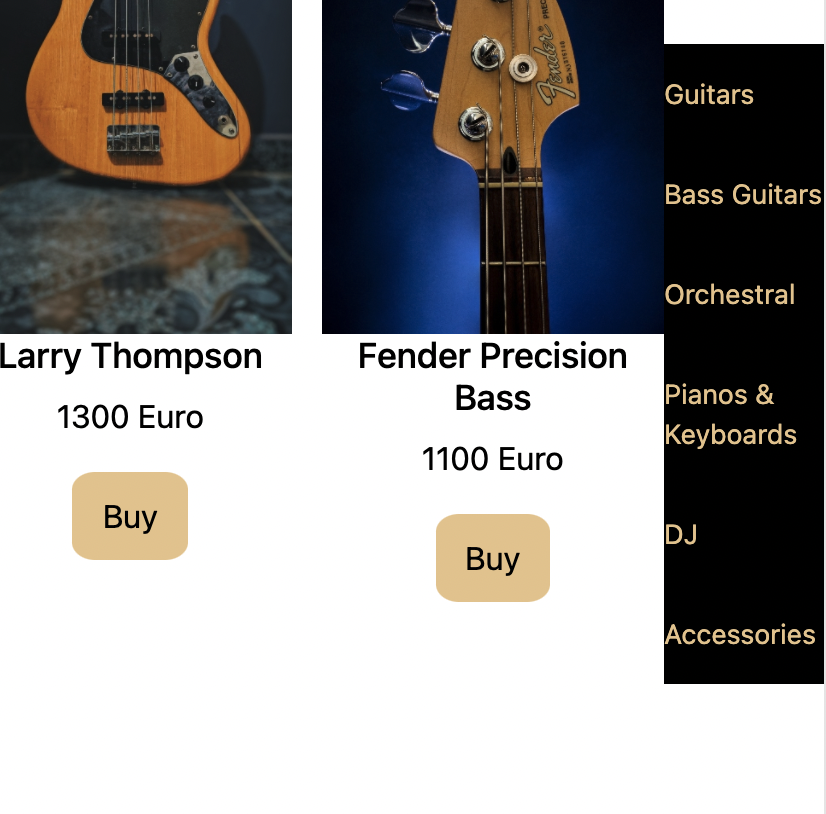 Fender
PREC
Larry Thompson
1300 Euro
Buy
Fender Precision
Bass
1100 Euro
Buy
Guitars
Bass Guitars
Orchestral
Pianos &
Keyboards
DJ
Accessories